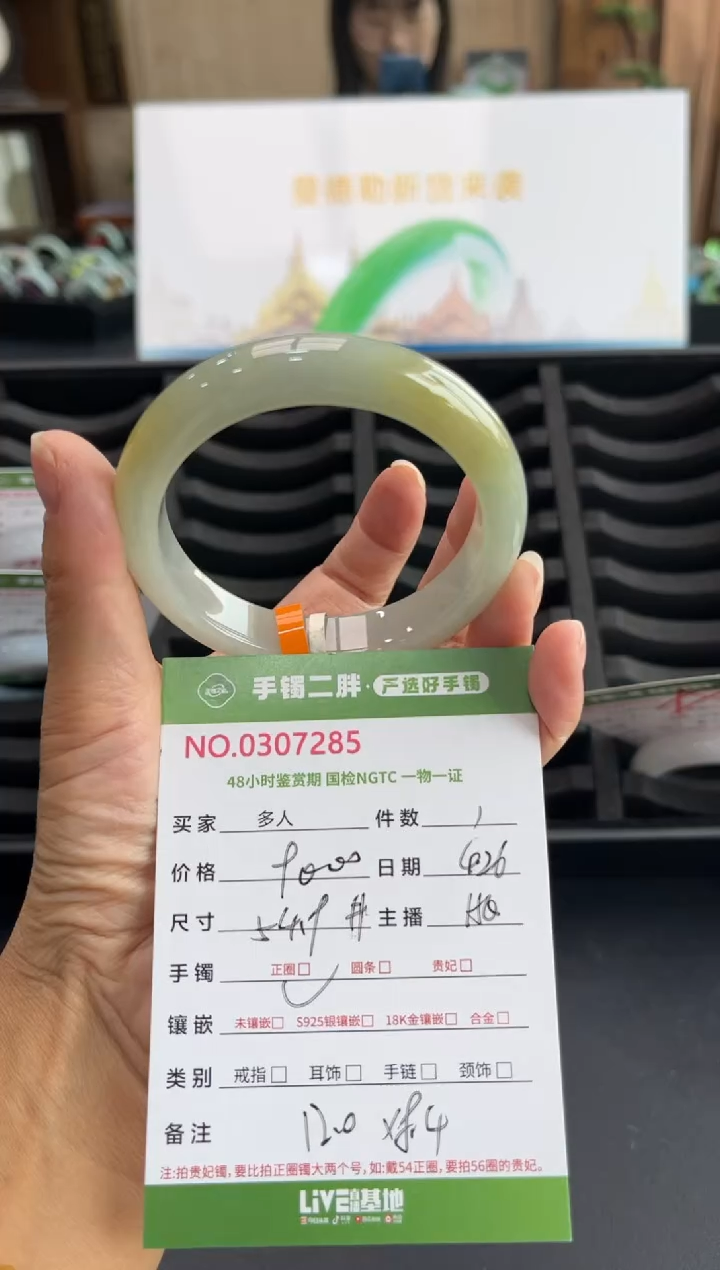 手镯二胖·严选好手镯
NO.0307285
48小时鉴赏期 国检NGTC 一物一证
买家 多人 件数 1
价格 9000 日期
尺寸 主播
手镯 正圈□ 圆条□ 贵妃□
镶嵌 未镶嵌□ S925银镶嵌□ 18K金镶嵌□ 合金□
类别 戒指□ 耳饰□ 手链□ 颈饰□
备注 12.0
注:拍贵妃镯,要比拍正圈镯大两个号,如:戴54正圈,要拍56圈的贵妃。
LiVE 基地